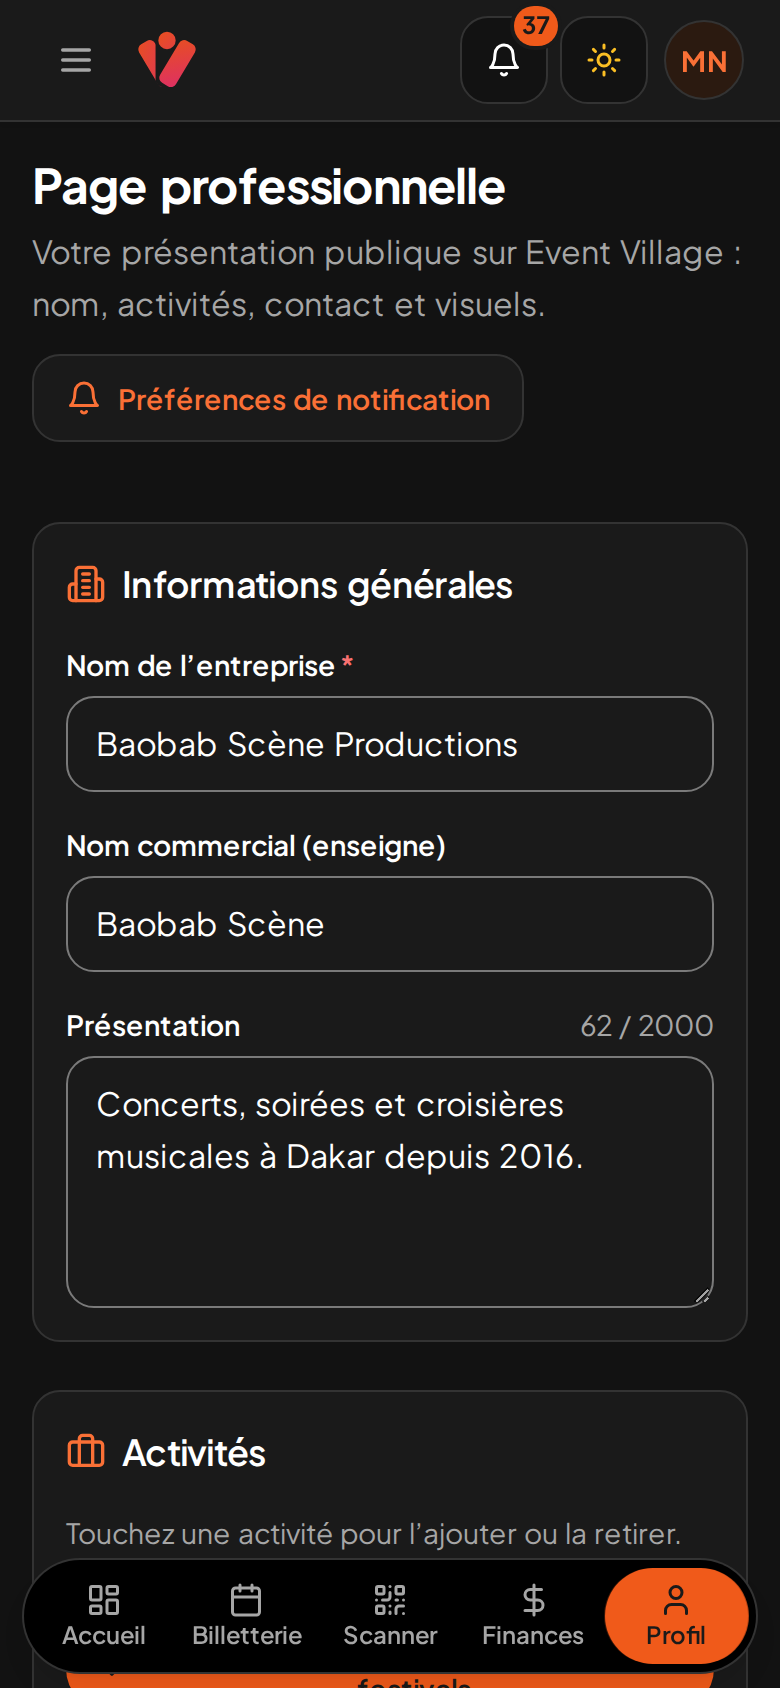 37
MN
Page professionnelle
Votre présentation publique sur Event Village :
nom, activités, contact et visuels.
Préférences de notification
Informations générales
Nom de l’entreprise *
Baobab Scène Productions
Nom commercial (enseigne)
Baobab Scène
Présentation 62 / 2000
Concerts, soirées et croisières
musicales à Dakar depuis 2016.
Activités
Touchez une activité pour l’ajouter ou la retirer.
Accueil Billetterie Scanner Finances Profil